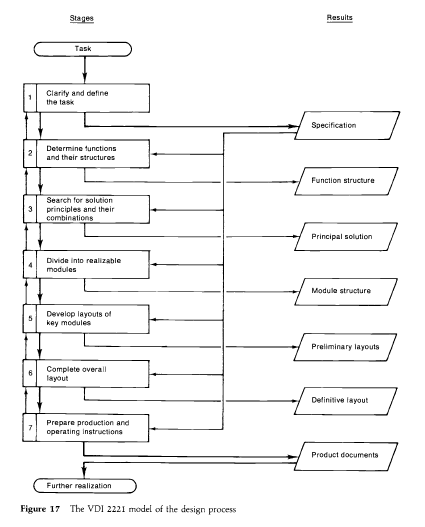 Stages
Results
Task
1
Clarify and define
the task
Specification
2
Determine functions
and their structures
Function structure
3
Search for solution
principles and their
combinations
Principal solution
4
Divide into realizable
modules
Module structure
5
Develop layouts of
key modules
Preliminary layouts
6
Complete overall
layout
Definitive layout
7
Prepare production and
operating instructions
Product documents
Further realization
Figure 17 The VDI 2221 model of the design process